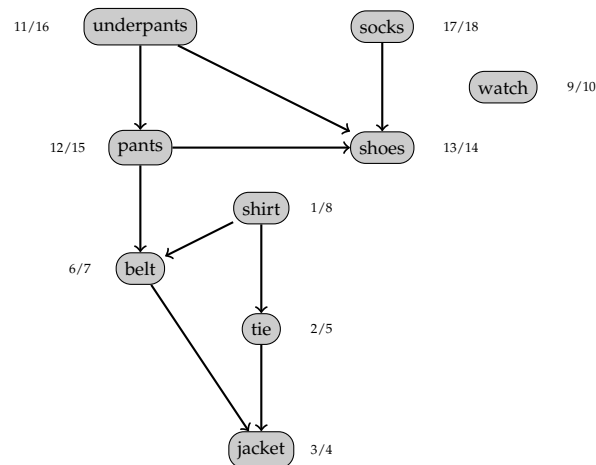 11/16 underpants socks 17/18
watch 9/10
12/15 pants shoes 13/14
shirt 1/8
6/7 belt
tie 2/5
jacket 3/4